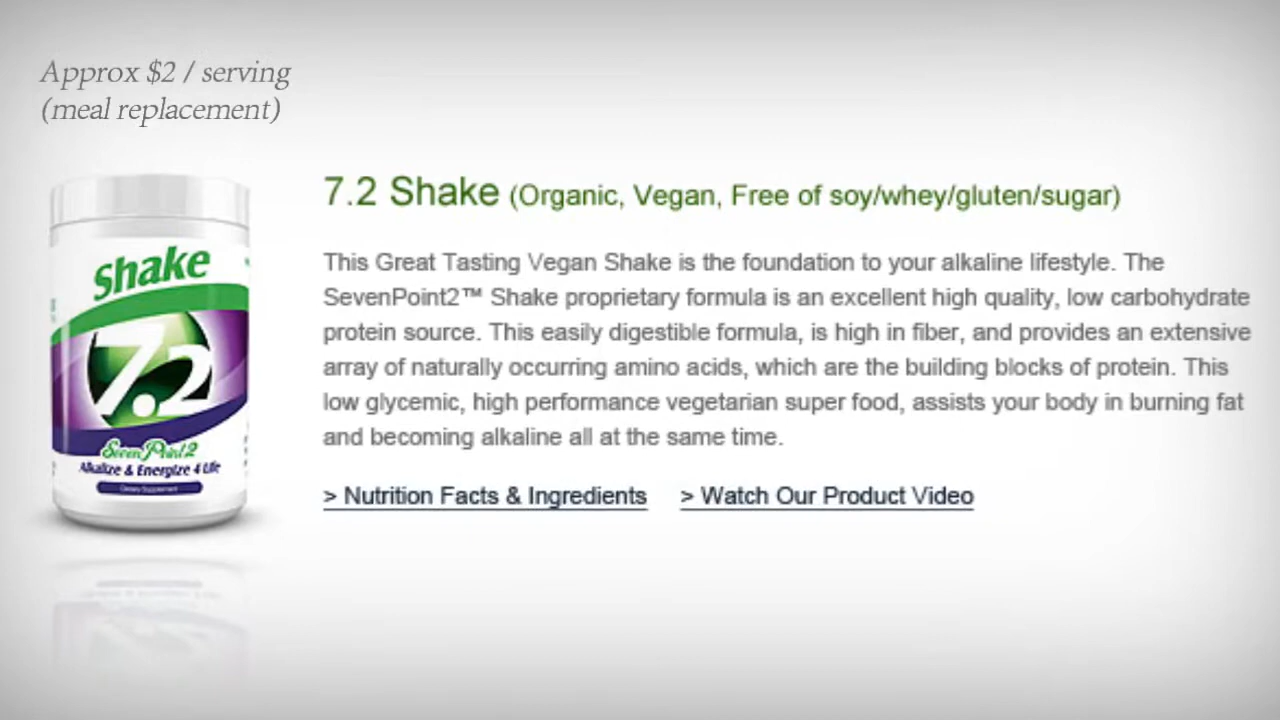 Approx $2 / serving
(meal replacement)
7.2 Shake (Organic, Vegan, Free of soy/whey/gluten/sugar)
This Great Tasting Vegan Shake is the foundation to your alkaline lifestyle. The
SevenPoint2™ Shake proprietary formula is an excellent high quality, low carbohydrate
protein source. This easily digestible formula, is high in fiber, and provides an extensive
array of naturally occurring amino acids, which are the building blocks of protein. This
low glycemic, high performance vegetarian super food, assists your body in burning fat
and becoming alkaline all at the same time.
> Nutrition Facts & Ingredients > Watch Our Product Video
Shake
7.2
SevenPoint2
Alkalize & Energize 4 Life
Dietary Supplement